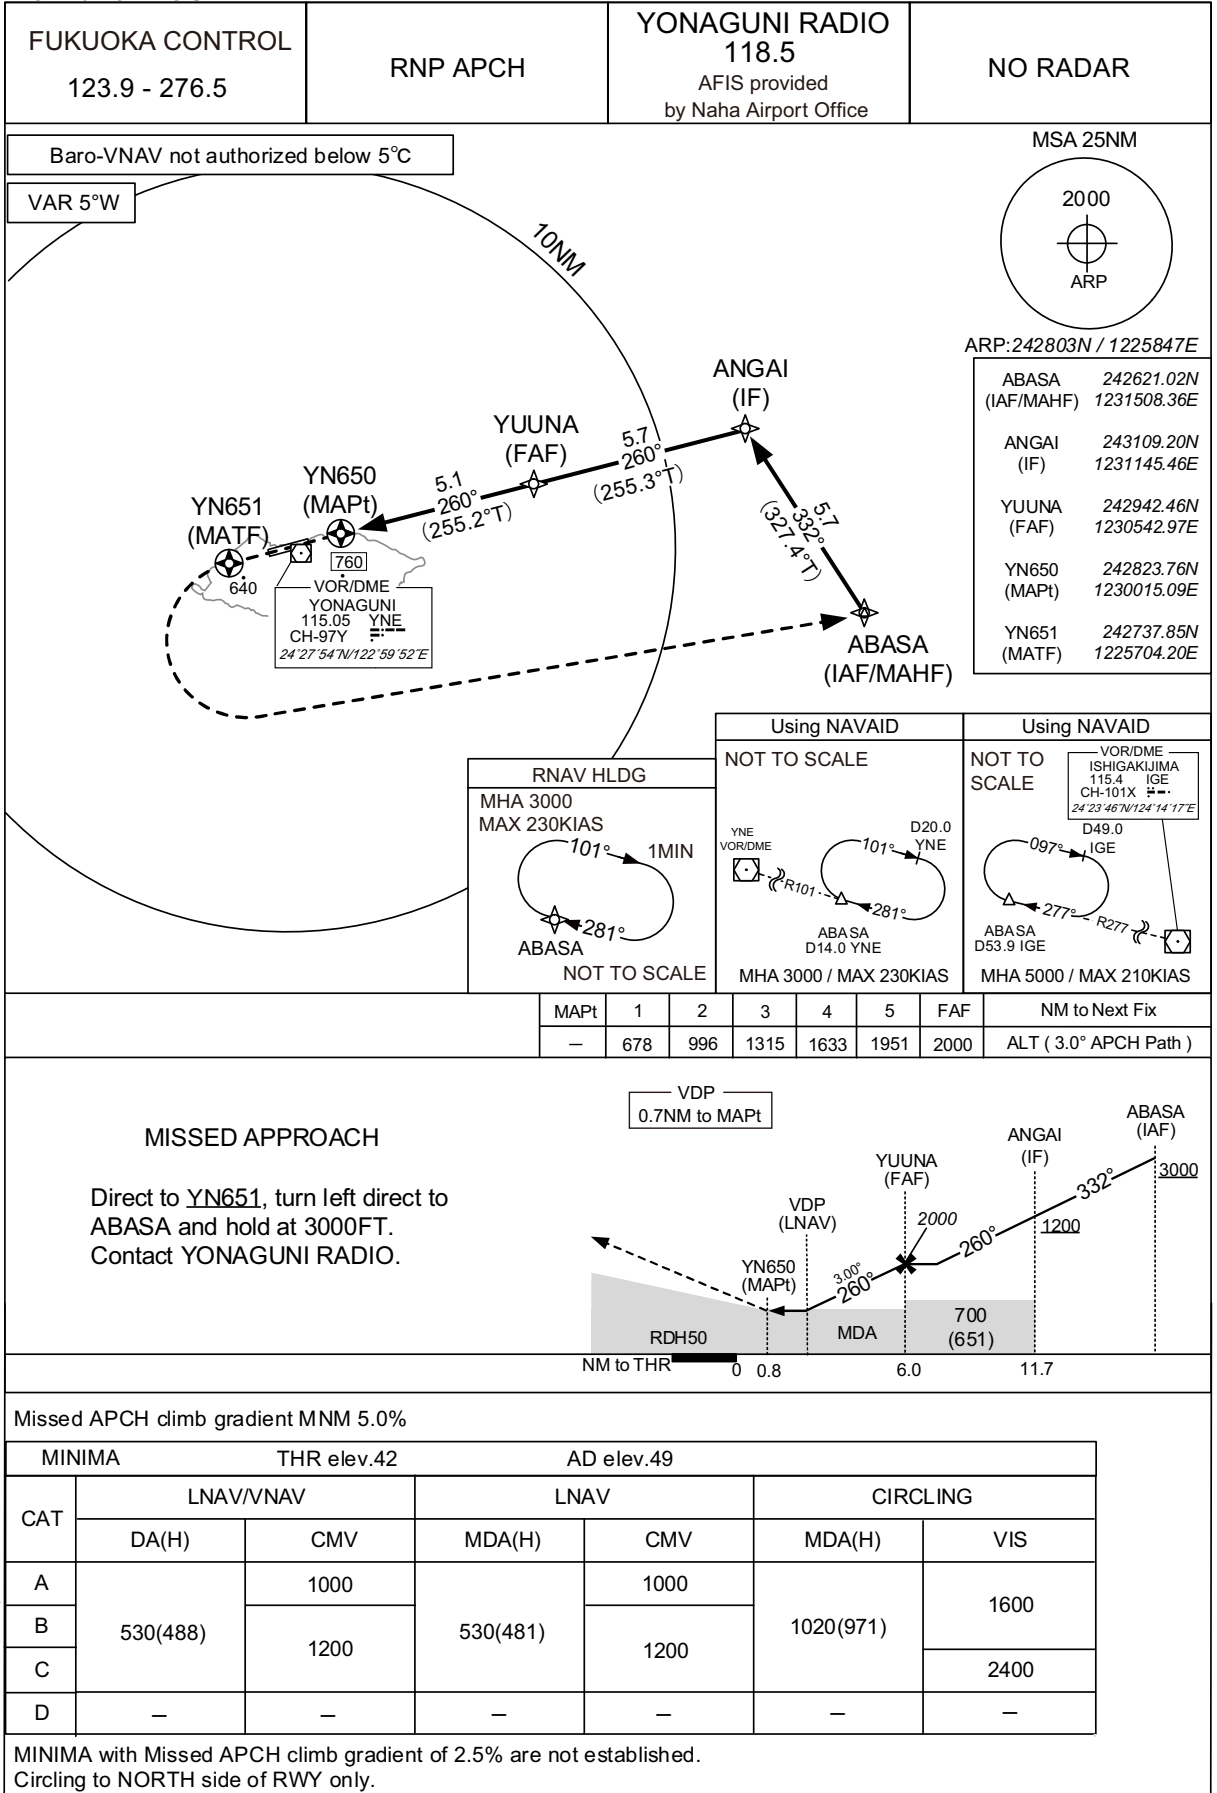 FUKUOKA CONTROL
123.9 - 276.5
RNP APCH
YONAGUNI RADIO
118.5
AFIS provided
by Naha Airport Office
NO RADAR
Baro-VNAV not authorized below 5°C
VAR 5°W
10NM
MSA 25NM
2000
ARP
ARP:242803N / 1225847E
ABASA 242621.02N
(IAF/MAHF) 1231508.36E
ANGAI 243109.20N
(IF) 1231145.46E
YUUNA 242942.46N
(FAF) 1230542.97E
YN650 242823.76N
(MAPt) 1230015.09E
YN651 242737.85N
(MATF) 1225704.20E
ANGAI
(IF)
YUUNA
(FAF)
YN650
(MAPt)
YN651
(MATF)
5.7
260°
(255.3°T)
5.1
260°
(255.2°T)
5.7
332°
(327.4°T)
760
640
VOR/DME
YONAGUNI
115.05 YNE
CH-97Y
24°27'54"N/122°59'52"E
ABASA
(IAF/MAHF)
RNAV HLDG
MHA 3000
MAX 230KIAS
101°
1MIN
281°
ABASA
NOT TO SCALE
Using NAVAID
NOT TO SCALE
YNE
VOR/DME
D20.0
YNE
101°
R101
281°
ABASA
D14.0 YNE
MHA 3000 / MAX 230KIAS
Using NAVAID
NOT TO
SCALE
VOR/DME
ISHIGAKIJIMA
115.4 IGE
CH-101X
24°23'46"N/124°14'17"E
D49.0
IGE
097°
277°
R277
ABASA
D53.9 IGE
MHA 5000 / MAX 210KIAS
MAPt 1 2 3 4 5 FAF NM to Next Fix
— 678 996 1315 1633 1951 2000 ALT ( 3.0° APCH Path )
MISSED APPROACH
Direct to YN651, turn left direct to
ABASA and hold at 3000FT.
Contact YONAGUNI RADIO.
VDP
0.7NM to MAPt
ABASA
(IAF)
3000
ANGAI
(IF)
332°
1200
YUUNA
(FAF)
2000
260°
VDP
(LNAV)
3.00°
260°
YN650
(MAPt)
RDH50
MDA
700
(651)
NM to THR 0 0.8 6.0 11.7
Missed APCH climb gradient MNM 5.0%
MINIMA THR elev.42 AD elev.49
CAT LNAV/VNAV LNAV CIRCLING
DA(H) CMV MDA(H) CMV MDA(H) VIS
A 1000 1000
1600
B 530(488) 1200 530(481) 1200 1020(971)
C 2400
D — — — — — —
MINIMA with Missed APCH climb gradient of 2.5% are not established.
Circling to NORTH side of RWY only.